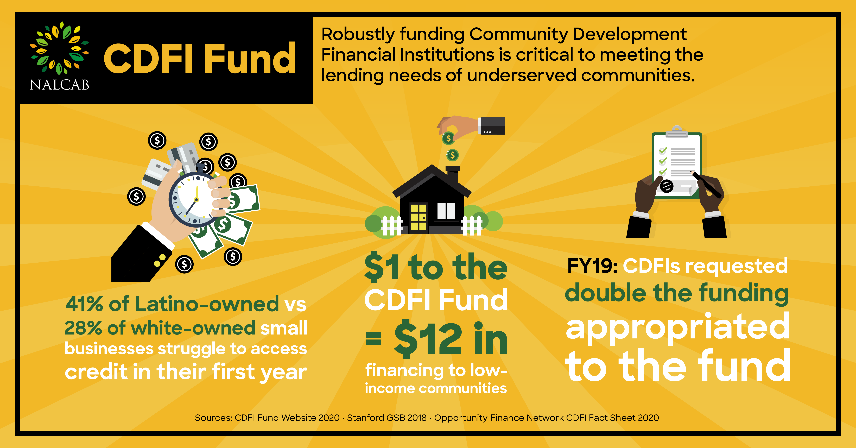 NALCAB
CDFI Fund
Robustly funding Community Development
Financial Institutions is critical to meeting the
lending needs of underserved communities.
41% of Latino-owned vs
28% of white-owned small
businesses struggle to access
credit in their first year
$1 to the
CDFI Fund
= $12 in
financing to low-
income communities
FY19: CDFIs requested
double the funding
appropriated
to the fund
Sources: CDFI Fund Website 2020 · Stanford GSB 2018 · Opportunity Finance Network CDFI Fact Sheet 2020